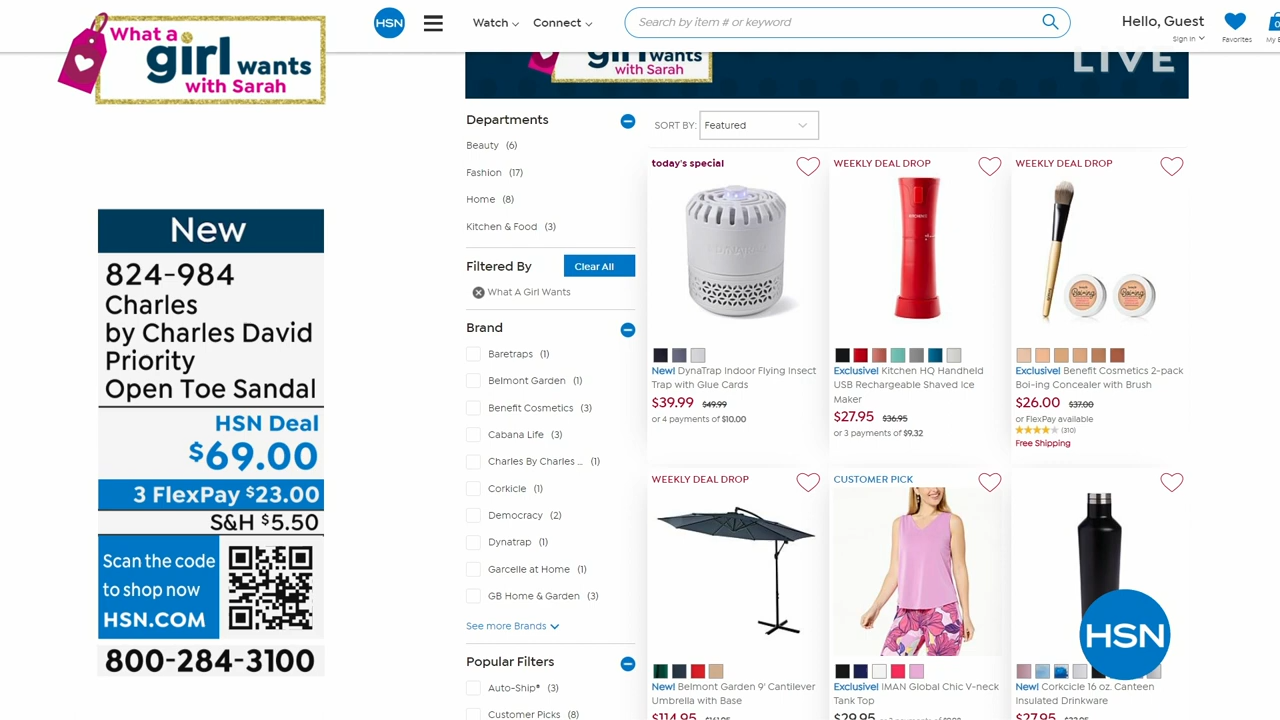 What a
girl wants
with Sarah
New
824-984
Charles
by Charles David
Priority
Open Toe Sandal
HSN Deal
$69.00
3 FlexPay $23.00
S&H $5.50
Scan the code
to shop now
HSN.COM
800-284-3100
HSN
Watch
Connect
Search by item # or keyword
Hello, Guest
Sign In
Favorites
girl wants
with Sarah
LIVE
Departments
Beauty (6)
Fashion (17)
Home (8)
Kitchen & Food (3)
Filtered By
Clear All
What A Girl Wants
Brand
Baretraps (1)
Belmont Garden (1)
Benefit Cosmetics (3)
Cabana Life (3)
Charles By Charles ... (1)
Corkicle (1)
Democracy (2)
Dynatrap (1)
Garcelle at Home (1)
GB Home & Garden (3)
See more Brands
Popular Filters
Auto-Ship® (3)
Customer Picks (8)
SORT BY: Featured
today's special
New! DynaTrap Indoor Flying Insect
Trap with Glue Cards
$39.99 $49.99
or 4 payments of $10.00
WEEKLY DEAL DROP
Exclusive! Kitchen HQ Handheld
USB Rechargeable Shaved Ice
Maker
$27.95 $36.95
or 3 payments of $9.32
WEEKLY DEAL DROP
Exclusive! Benefit Cosmetics 2-pack
Boi-ing Concealer with Brush
$26.00 $37.00
or FlexPay available
(310)
Free Shipping
WEEKLY DEAL DROP
New! Belmont Garden 9' Cantilever
Umbrella with Base
$114.95
CUSTOMER PICK
Exclusive! IMAN Global Chic V-neck
Tank Top
$29.95
New! Corkcicle 16 oz. Canteen
Insulated Drinkware
$27.95
HSN